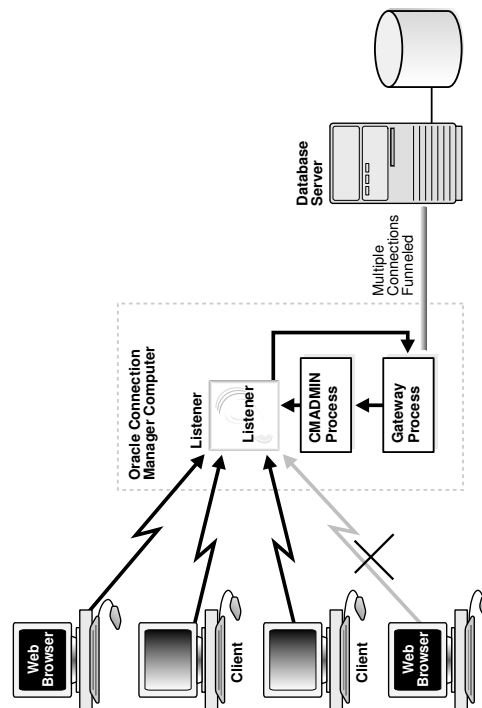 Database
Server
Multiple
Connections
Funneled
Oracle Connection
Manager Computer
Listener
Listener
CMADMIN
Process
Gateway
Process
Web
Browser
Client
Client
Web
Browser